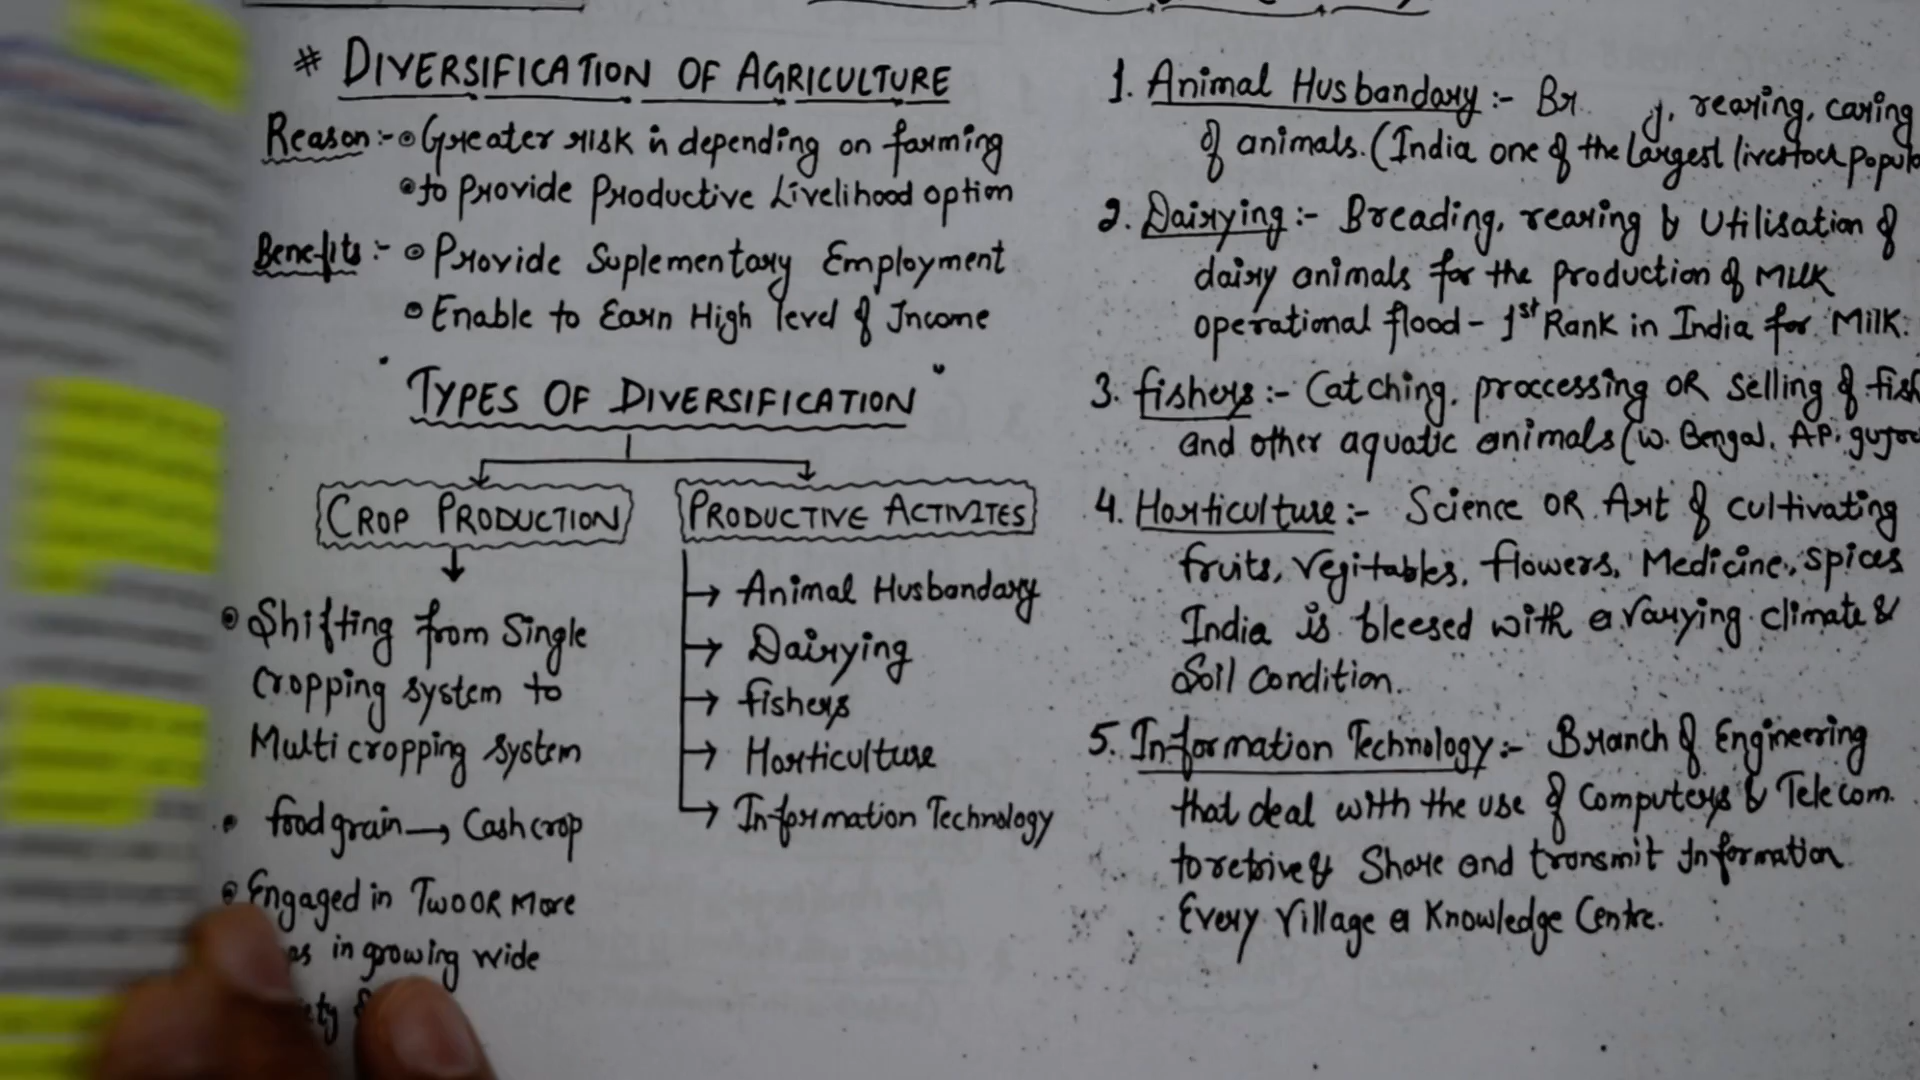 # DIVERSIFICATION OF AGRICULTURE
Reason :- Greater risk in depending on farming
to Provide Productive Livelihood option
Benefits :- Provide Suplementary Employment
Enable to Earn High level of Income
"TYPES OF DIVERSIFICATION"
CROP PRODUCTION
Shifting from Single
Cropping system to
Multi cropping system
food grain → Cash crop
Engaged in Two OR More
in growing wide
PRODUCTIVE ACTIVITES
→ Animal Husbandary
→ Dairying
→ fishers
→ Horticulture
→ Information Technology
1. Animal Husbandary :- rearing, caring
of animals. (India one of the largest livestock
2. Dairying :- Breading, rearing & Utilisation of
dairy animals for the production of Milk
operational flood - 1st Rank in India for Milk.
3. fishers :- Catching, proccessing OR Selling of
and other aquatic animals (w. Bengal, AP,
4. Horticulture :- Science OR Art of cultivating
fruits, Vegitables, flowers, Medicine, spices
India is bleesed with a varying climate &
Soil Condition.
5. Information Technology :- Branch of Engineering
that deal with the use of Computers & Telecom.
to retrive & Share and transmit Information
Every Village a Knowledge Centre.